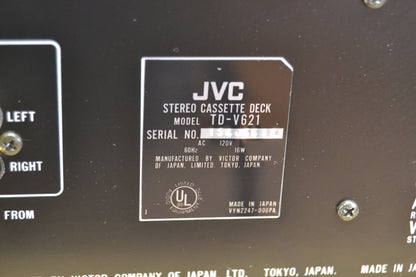 JVC
STEREO CASSETTE DECK
MODEL TD-V621
SERIAL NO.
AC 120V
60Hz 16W
MANUFACTURED BY VICTOR COMPANY
OF JAPAN, LIMITED. TOKYO, JAPAN.
UL
MADE IN JAPAN
VYN2247-006PA
LEFT
RIGHT
FROM
VICTOR COMPANY OF JAPAN, LTD. TOKYO, JAPAN
MADE IN